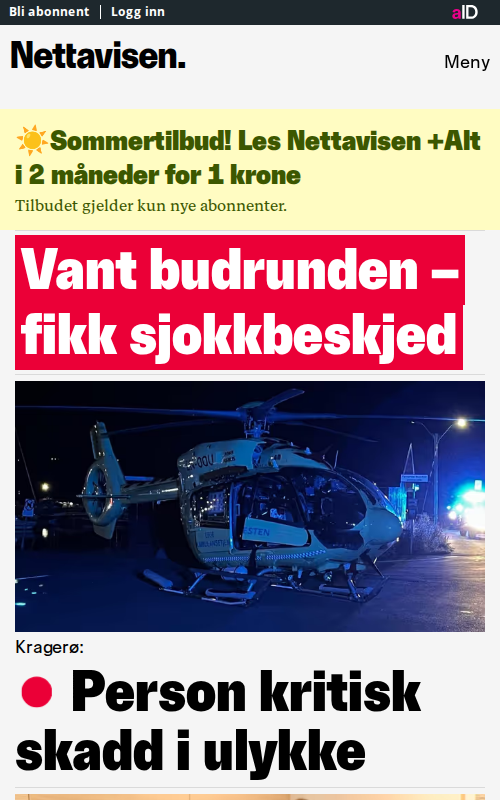 Bli abonnent
Logg inn
aID
Nettavisen.
Meny
☀️Sommertilbud! Les Nettavisen +Alt
i 2 måneder for 1 krone
Tilbudet gjelder kun nye abonnenter.
Vant budrunden –
fikk sjokkbeskjed
Kragerø:
Person kritisk
skadd i ulykke